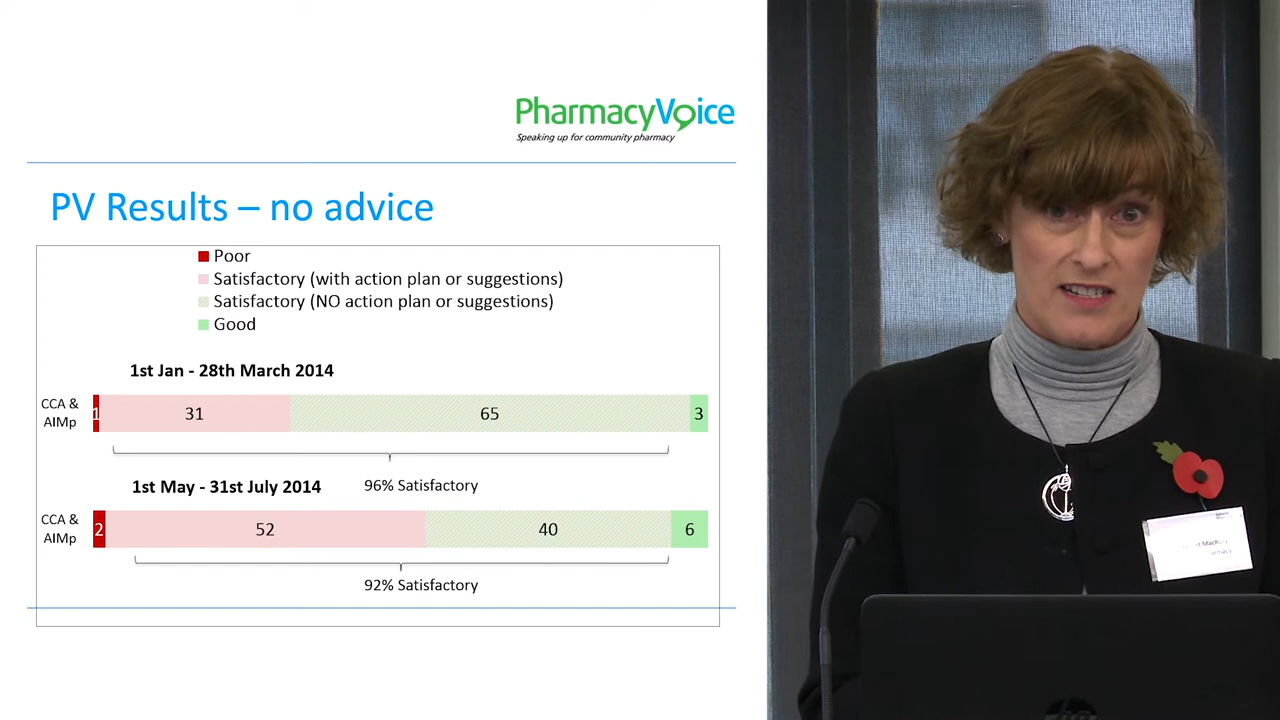 PharmacyVoice
Speaking up for community pharmacy
PV Results – no advice
Poor
Satisfactory (with action plan or suggestions)
Satisfactory (NO action plan or suggestions)
Good
1st Jan - 28th March 2014
CCA &
AIMp
1
31
65
3
96% Satisfactory
1st May - 31st July 2014
CCA &
AIMp
2
52
40
6
92% Satisfactory
hp